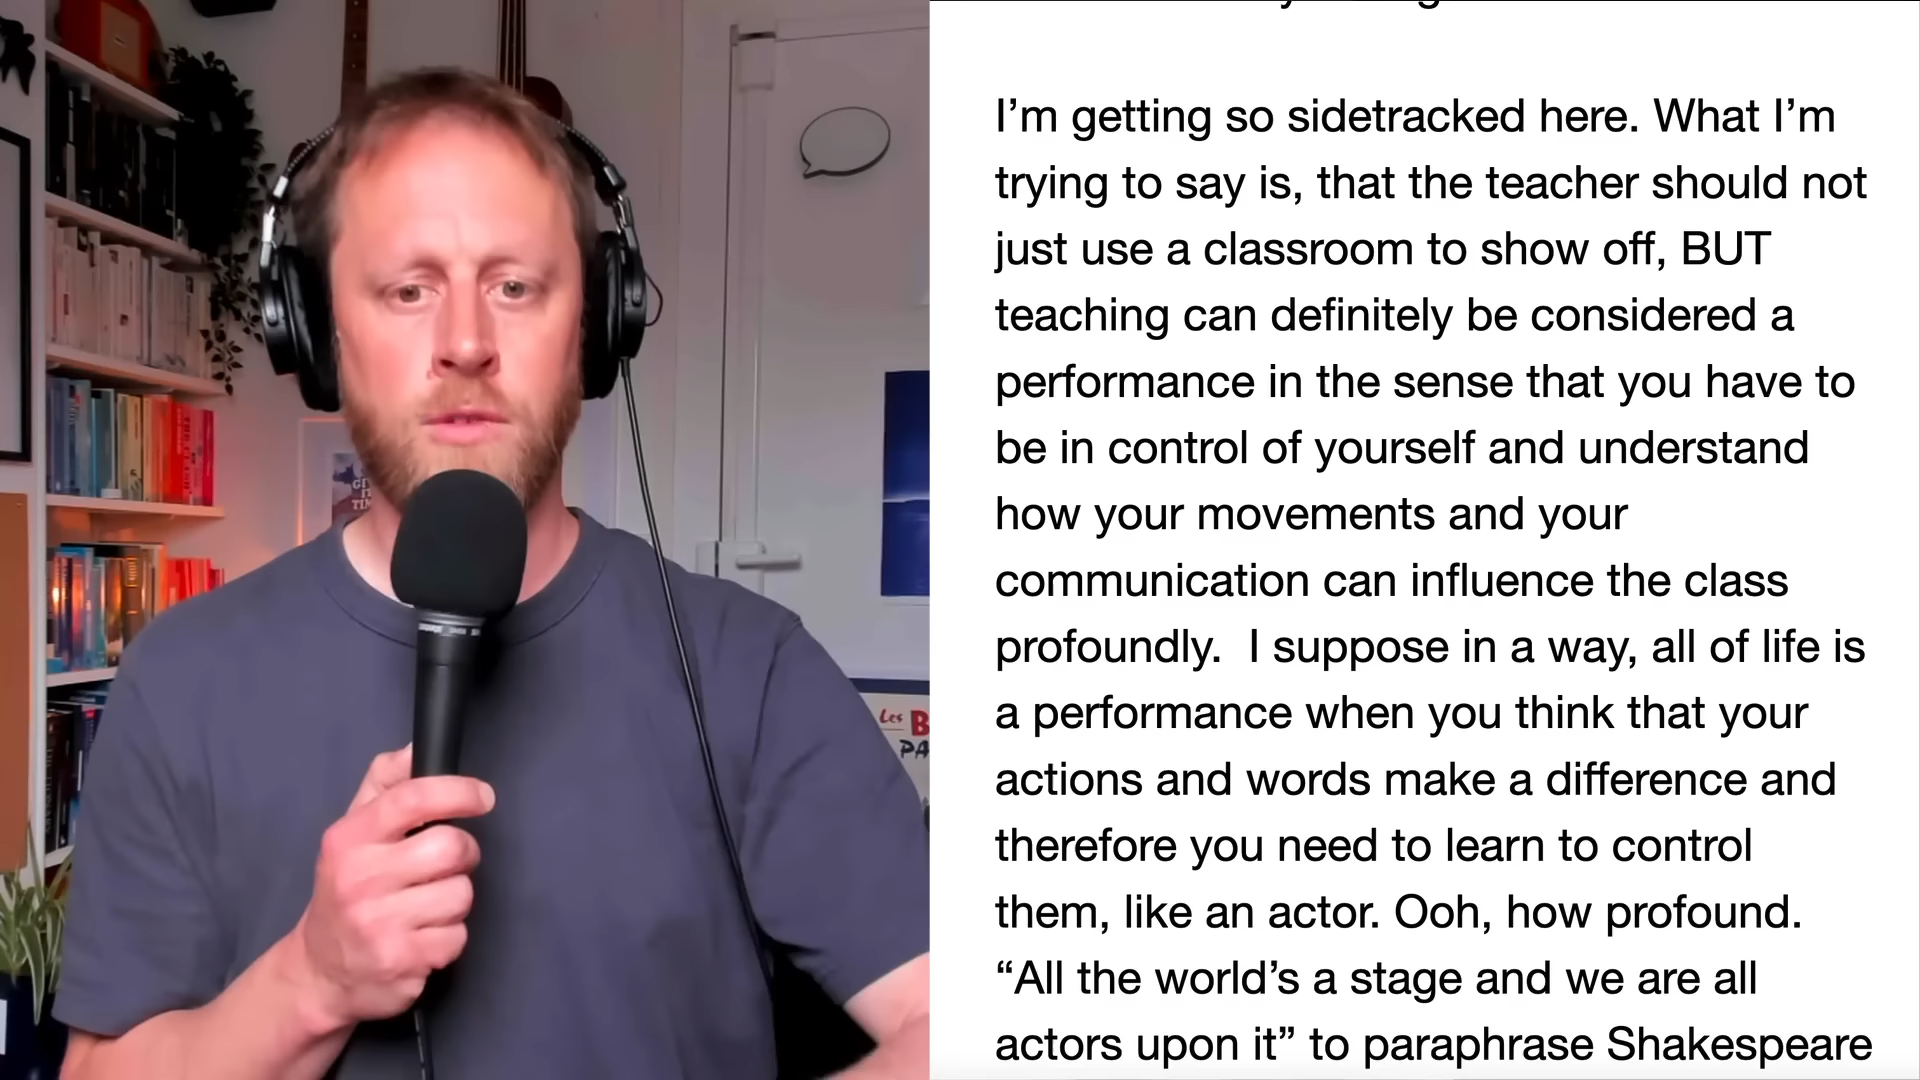 I’m getting so sidetracked here. What I’m
trying to say is, that the teacher should not
just use a classroom to show off, BUT
teaching can definitely be considered a
performance in the sense that you have to
be in control of yourself and understand
how your movements and your
communication can influence the class
profoundly.  I suppose in a way, all of life is
a performance when you think that your
actions and words make a difference and
therefore you need to learn to control
them, like an actor. Ooh, how profound.
“All the world’s a stage and we are all
actors upon it” to paraphrase Shakespeare
Les